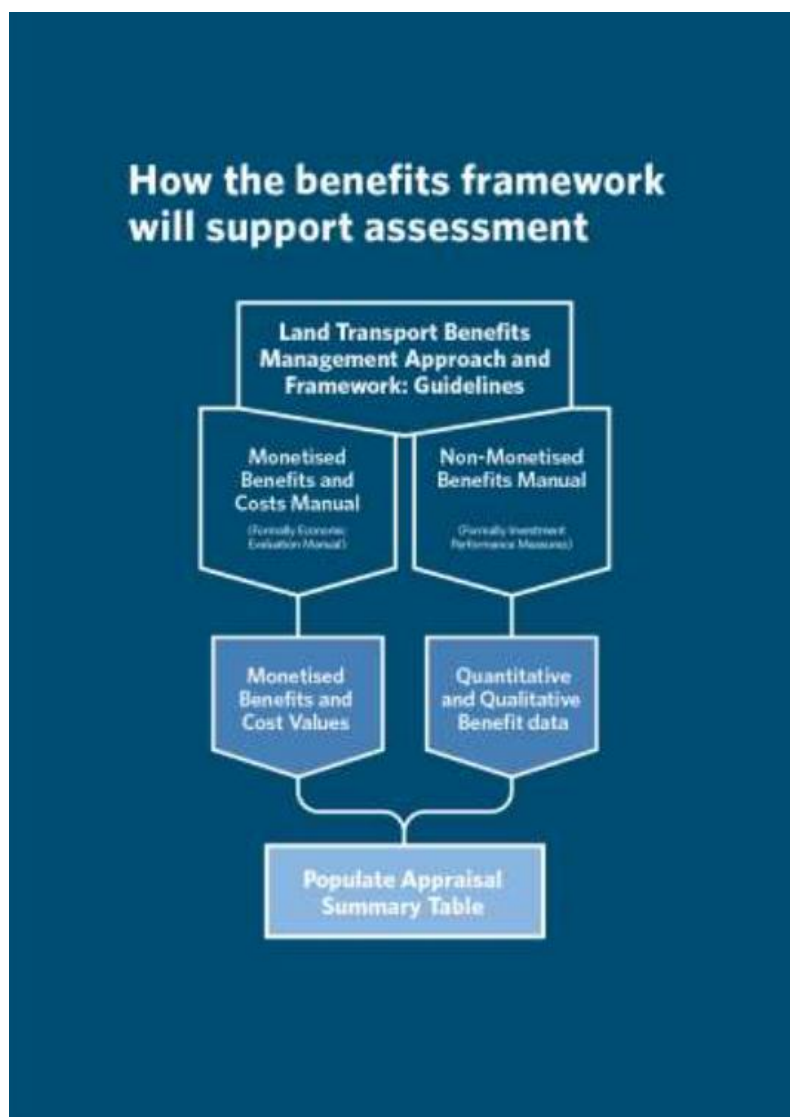 How the benefits framework
will support assessment
Land Transport Benefits
Management Approach and
Framework: Guidelines
Monetised
Benefits and
Costs Manual
(Formally Economic
Evaluation Manual)
Non-Monetised
Benefits Manual
(Formally Investment
Performance Measures)
Monetised
Benefits and
Cost Values
Quantitative
and Qualitative
Benefit data
Populate Appraisal
Summary Table